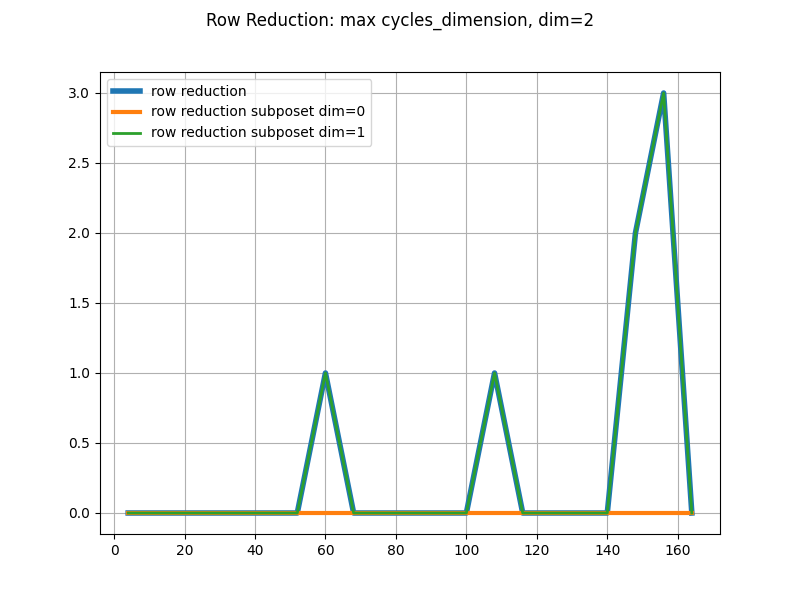 Row Reduction: max cycles_dimension, dim=2
row reduction
row reduction subposet dim=0
row reduction subposet dim=1
3.0
2.5
2.0
1.5
1.0
0.5
0.0
0 20 40 60 80 100 120 140 160